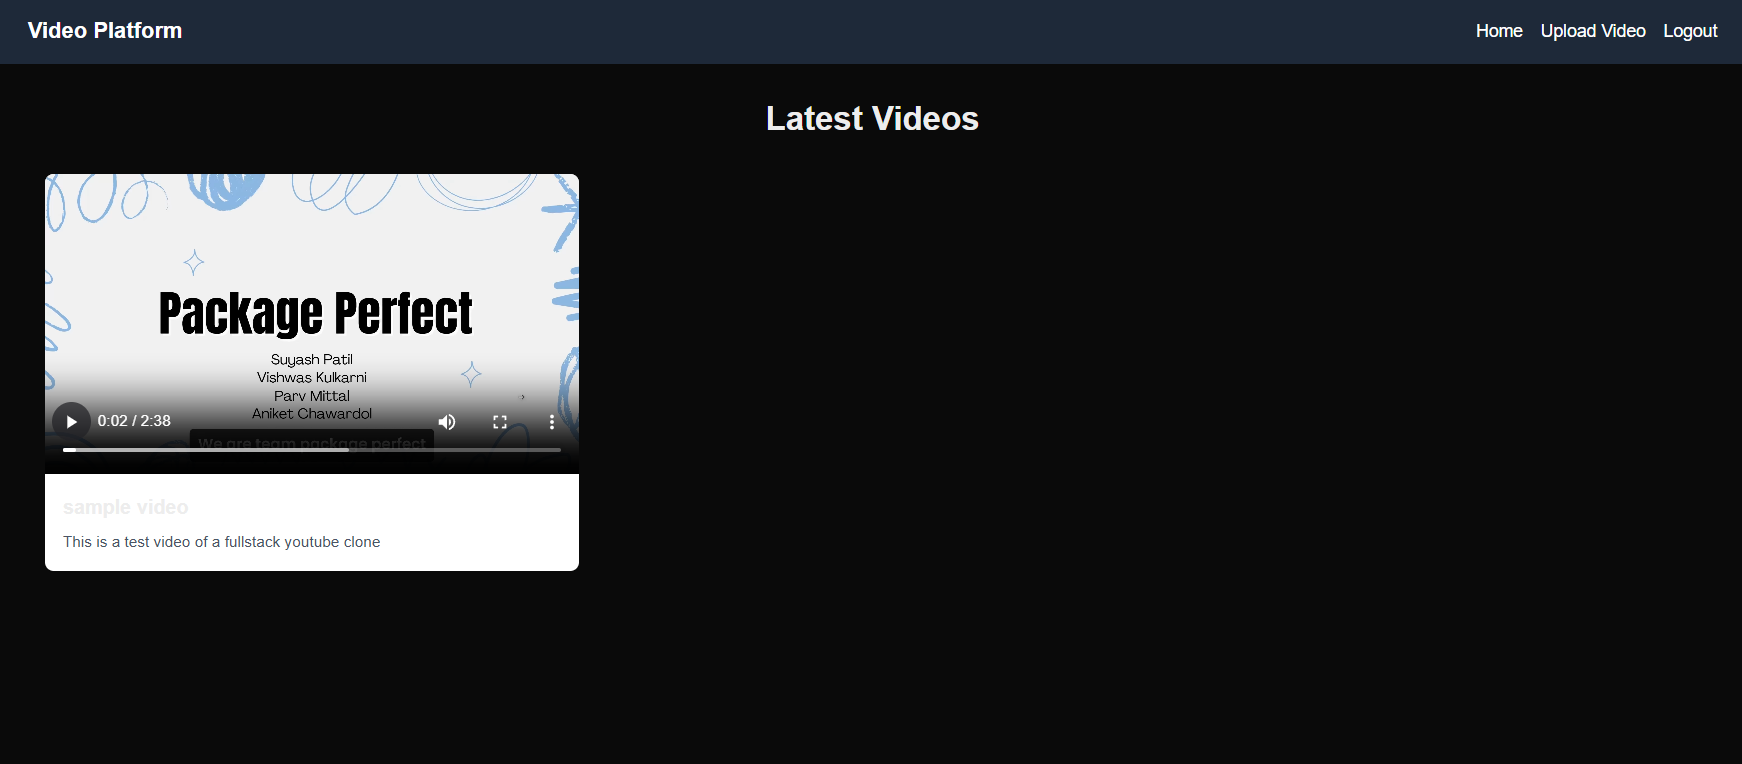 Video Platform
Home Upload Video Logout
Latest Videos
Package Perfect
Suyash Patil
Vishwas Kulkarni
Parv Mittal
Aniket Chawardol
0:02 / 2:38
We are team package perfect
sample video
This is a test video of a fullstack youtube clone